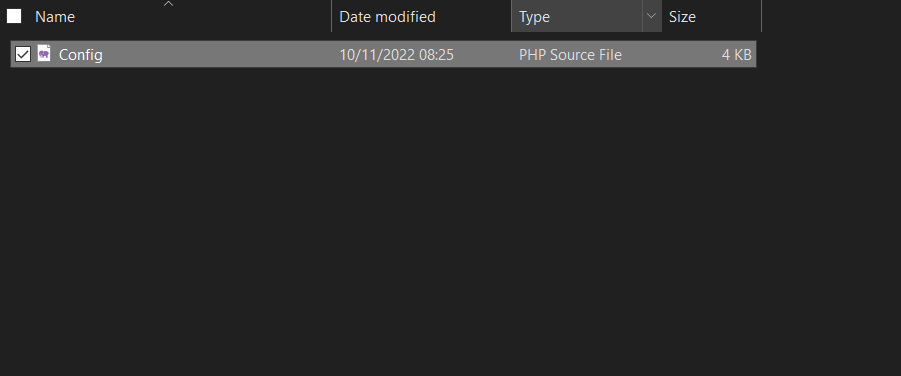 Name Date modified Type Size
Config 10/11/2022 08:25 PHP Source File 4 KB